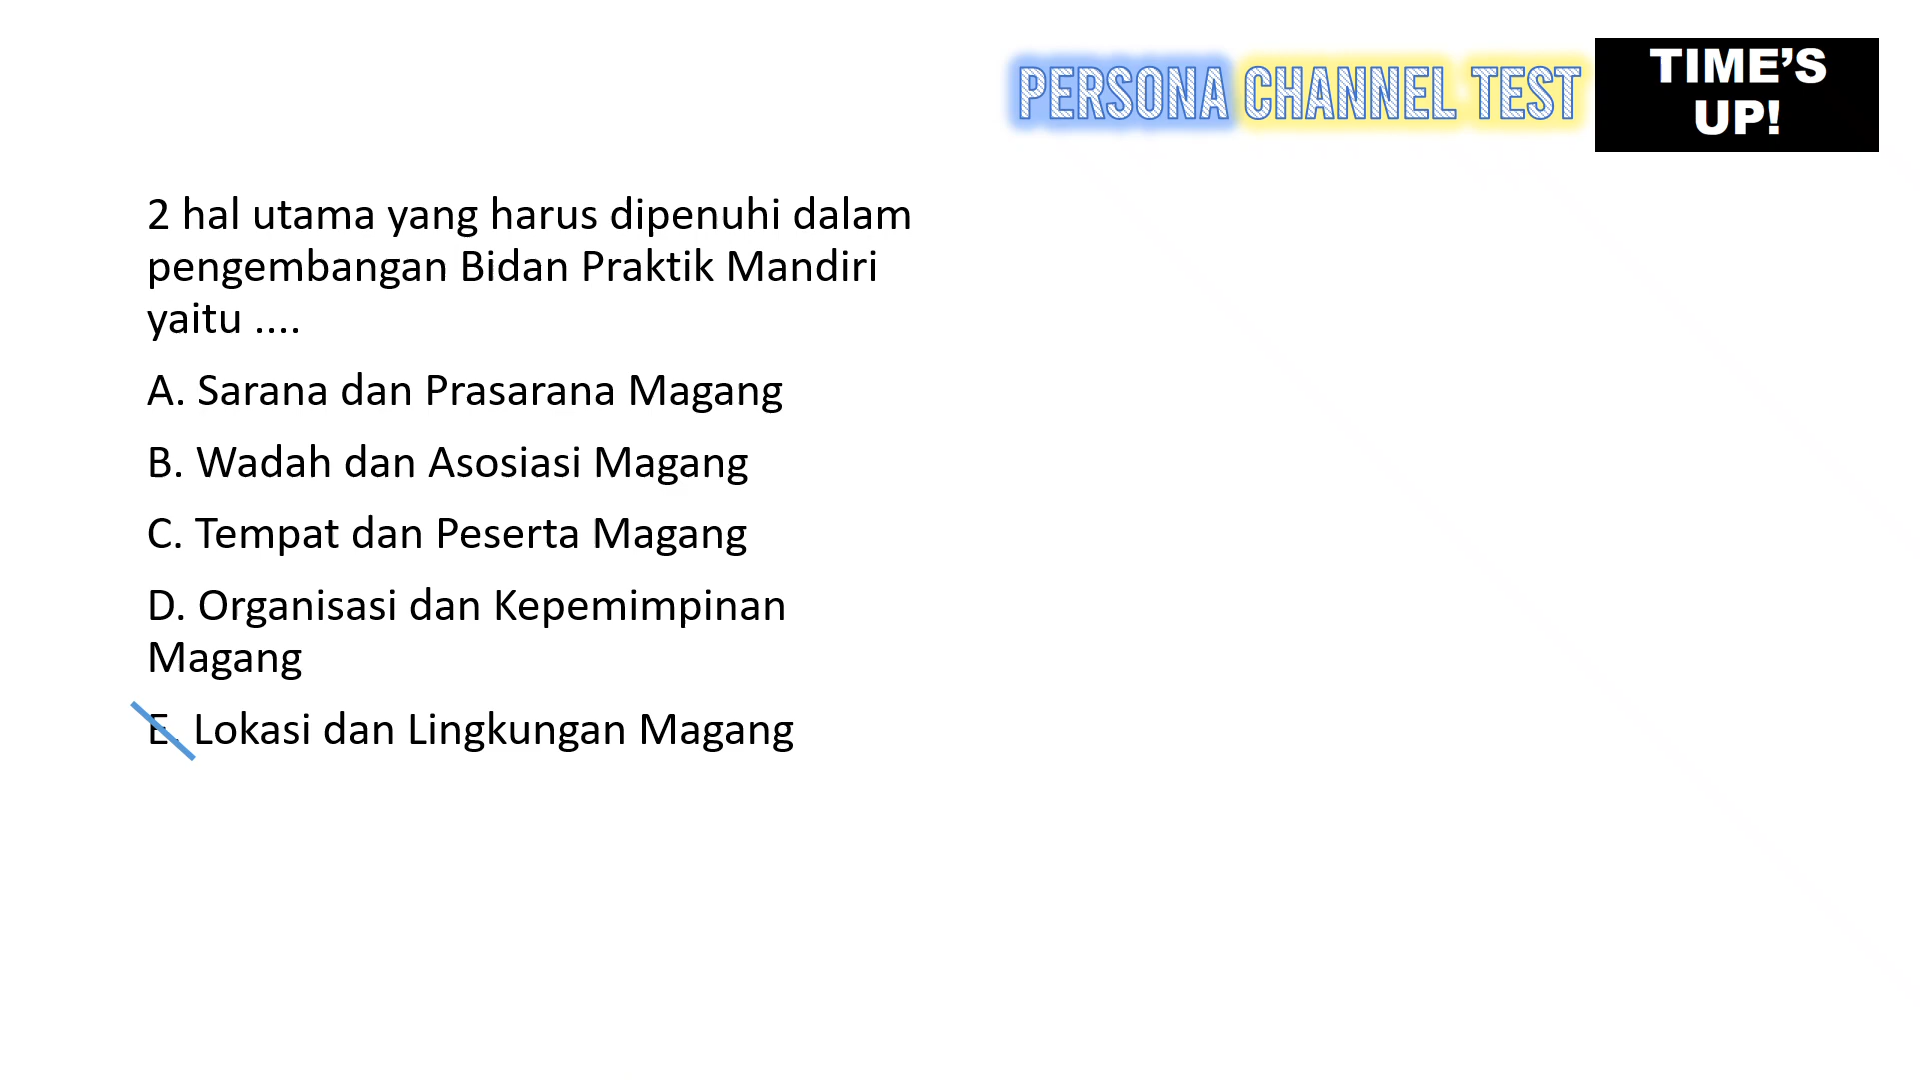 PERSONA CHANNEL TEST
TIME’S
UP!
2 hal utama yang harus dipenuhi dalam
pengembangan Bidan Praktik Mandiri
yaitu ....
A. Sarana dan Prasarana Magang
B. Wadah dan Asosiasi Magang
C. Tempat dan Peserta Magang
D. Organisasi dan Kepemimpinan
Magang
E. Lokasi dan Lingkungan Magang